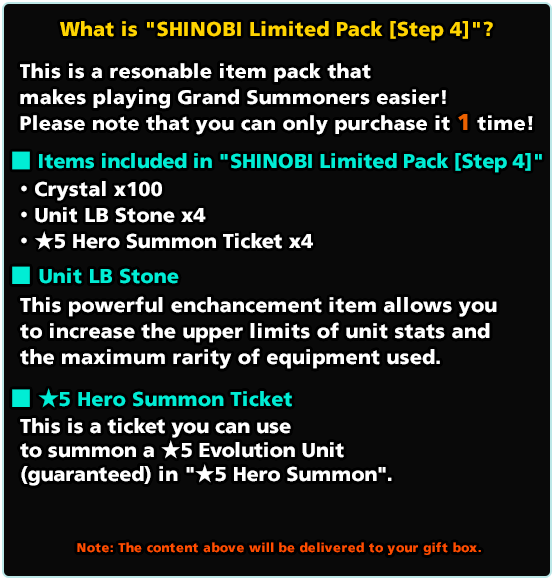 What is "SHINOBI Limited Pack [Step 4]"?
This is a resonable item pack that
makes playing Grand Summoners easier!
Please note that you can only purchase it 1 time!
■ Items included in "SHINOBI Limited Pack [Step 4]"
• Crystal x100
• Unit LB Stone x4
• ★5 Hero Summon Ticket x4
■ Unit LB Stone
This powerful enchancement item allows you
to increase the upper limits of unit stats and
the maximum rarity of equipment used.
■ ★5 Hero Summon Ticket
This is a ticket you can use
to summon a ★5 Evolution Unit
(guaranteed) in "★5 Hero Summon".
Note: The content above will be delivered to your gift box.